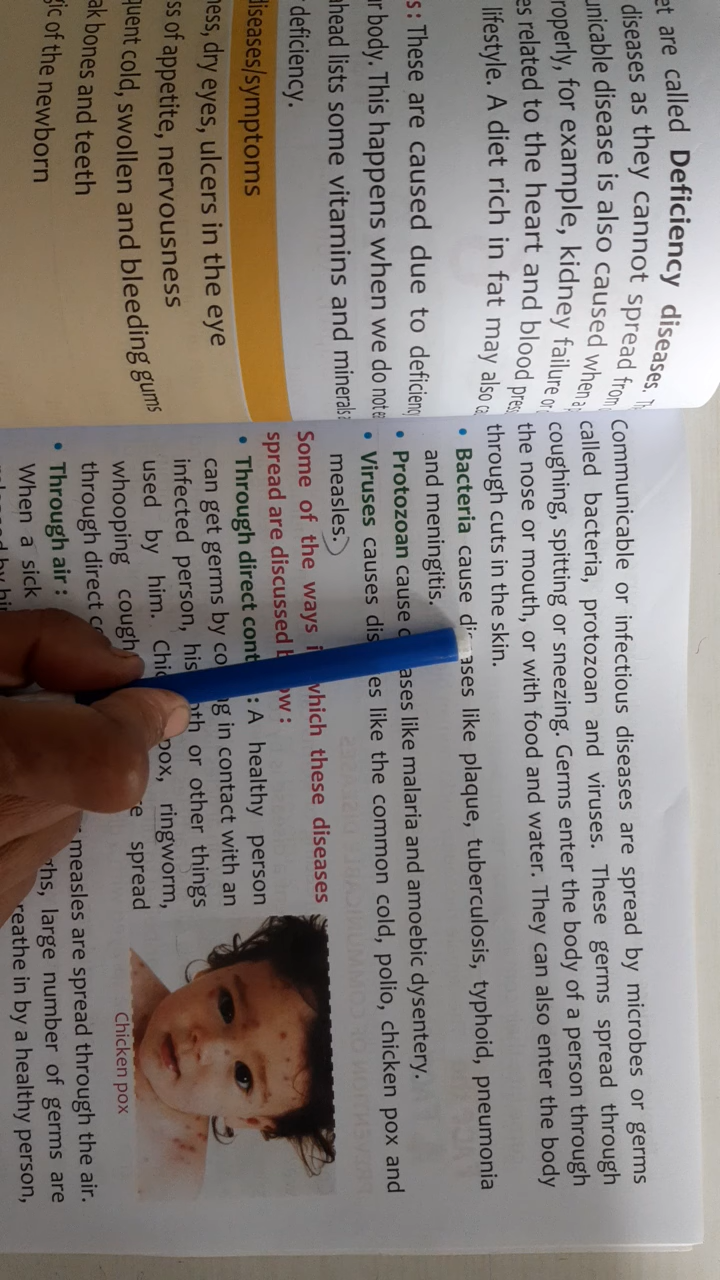 et are called Deficiency diseases.
diseases as they cannot spread from
unicable disease is also caused when a
roperly, for example, kidney failure or
es related to the heart and blood
lifestyle. A diet rich in fat may also
s: These are caused due to
r body. This happens when we do not
ahead lists some vitamins and minerals
deficiency.
diseases/symptoms
ness, dry eyes, ulcers in the eye
ss of appetite, nervousness
quent cold, swollen and bleeding gums
ak bones and teeth
of the newborn
Communicable or infectious diseases are spread by microbes or germs
called bacteria, protozoan and viruses. These germs spread through
coughing, spitting or sneezing. Germs enter the body of a person through
the nose or mouth, or with food and water. They can also enter the body
through cuts in the skin.
• Bacteria cause diseases like plaque, tuberculosis, typhoid, pneumonia
and meningitis.
• Protozoan cause ases like malaria and amoebic dysentery.
• Viruses causes dis es like the common cold, polio, chicken pox and
measles.
Some of the ways which these diseases
spread are discussed ow:
• Through direct cont : A healthy person
can get germs by co g in contact with an
infected person, his th or other things
used by him. pox, ringworm,
whooping cough e spread
through direct
• Through air: measles are spread through the air.
When a sick large number of germs are
reathe in by a healthy person,
Chicken pox